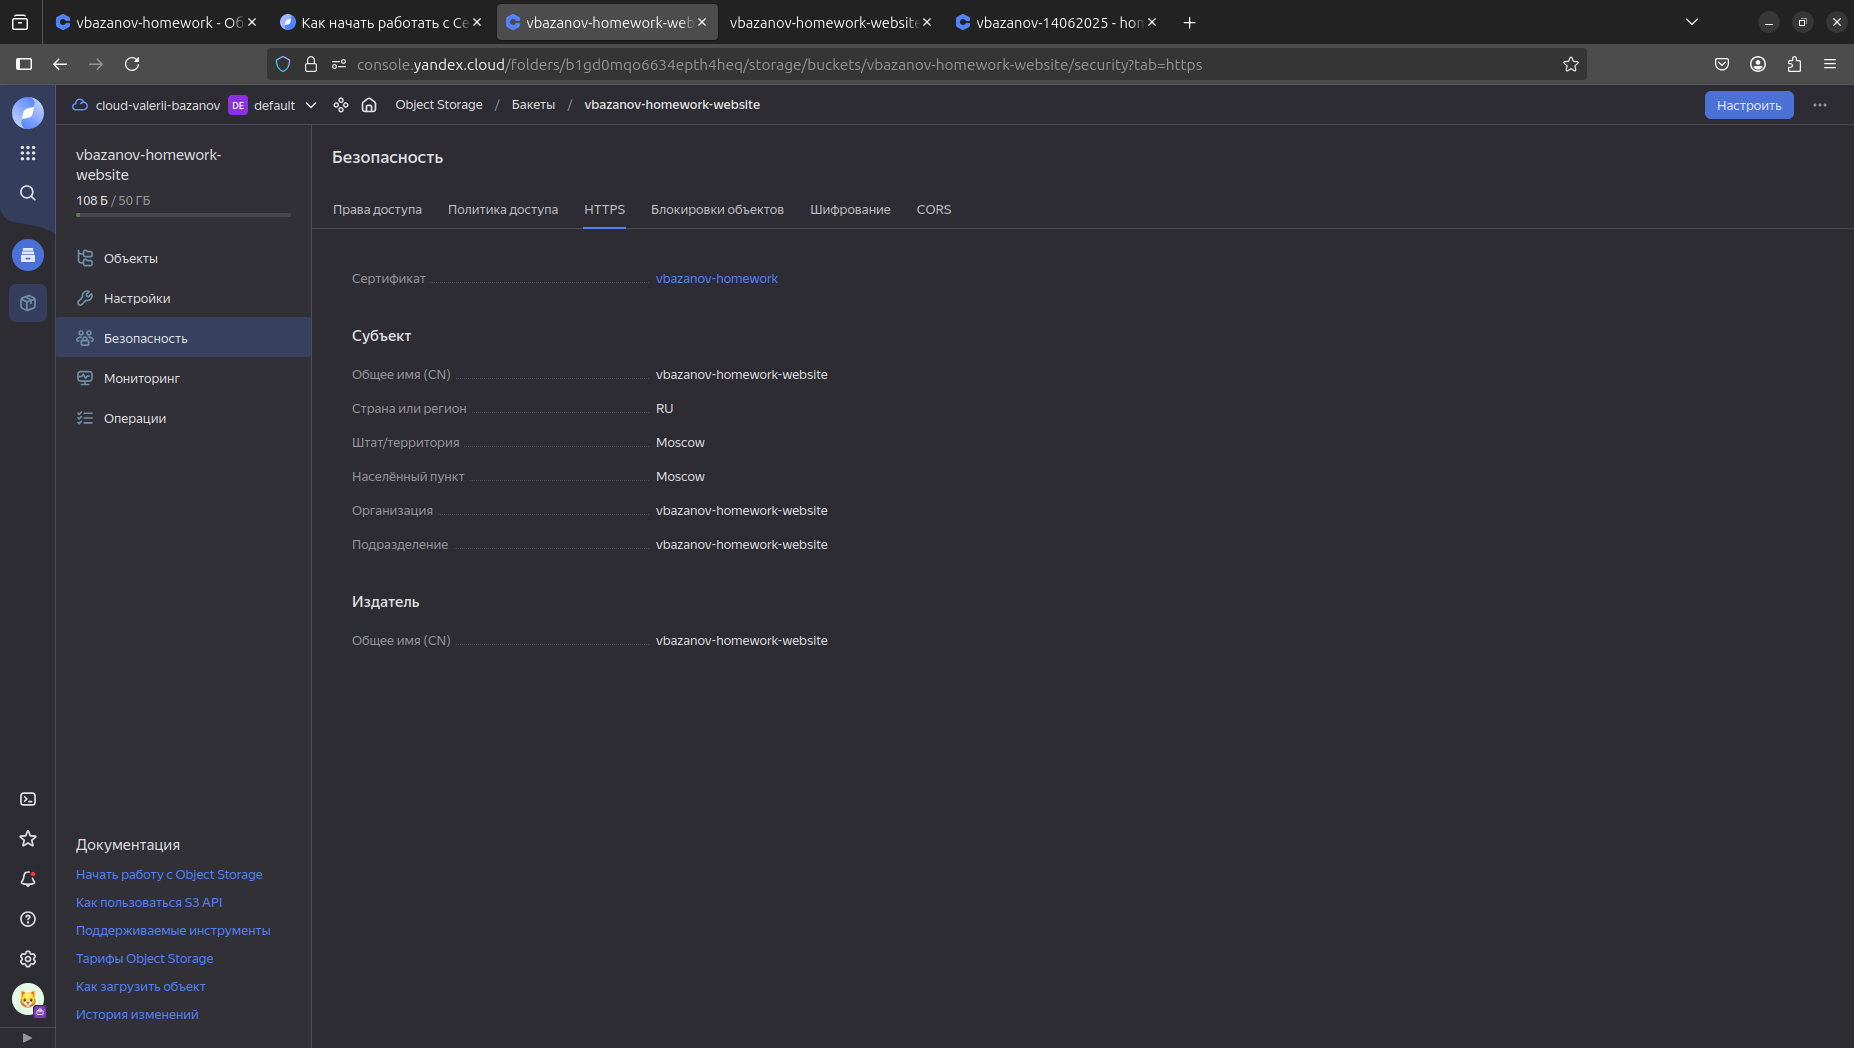 vbazanov-homework - Об
Как начать работать с Се
vbazanov-homework-web
vbazanov-homework-website
vbazanov-14062025 - hom
console.yandex.cloud/folders/b1gd0mqo6634epth4heq/storage/buckets/vbazanov-homework-website/security?tab=https
cloud-valerii-bazanov DE default Object Storage / Бакеты / vbazanov-homework-website
Настроить
vbazanov-homework-
website
108 Б / 50 ГБ
Объекты
Настройки
Безопасность
Мониторинг
Операции
Документация
Начать работу с Object Storage
Как пользоваться S3 API
Поддерживаемые инструменты
Тарифы Object Storage
Как загрузить объект
История изменений
Безопасность
Права доступа Политика доступа HTTPS Блокировки объектов Шифрование CORS
Сертификат vbazanov-homework
Субъект
Общее имя (CN) vbazanov-homework-website
Страна или регион RU
Штат/территория Moscow
Населённый пункт Moscow
Организация vbazanov-homework-website
Подразделение vbazanov-homework-website
Издатель
Общее имя (CN) vbazanov-homework-website